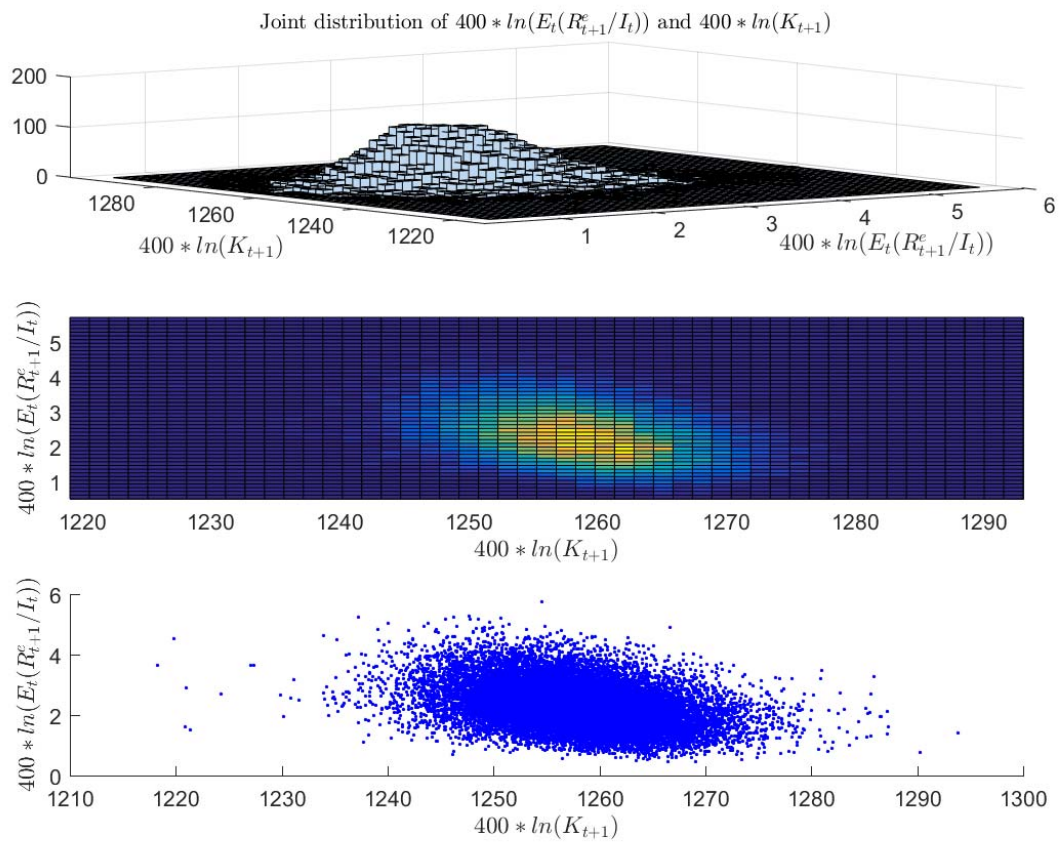 Joint distribution of 400 ∗ ln(E_t(R^e_{t+1}/I_t)) and 400 ∗ ln(K_{t+1})
200
100
0
1280
1260
1240
1220
1
2
3
4
5
6
400 ∗ ln(K_{t+1})
400 ∗ ln(E_t(R^e_{t+1}/I_t))
400 ∗ ln(E_t(R^e_{t+1}/I_t))
5
4
3
2
1
1220 1230 1240 1250 1260 1270 1280 1290
400 ∗ ln(K_{t+1})
400 ∗ ln(E_t(R^e_{t+1}/I_t))
6
4
2
0
1210 1220 1230 1240 1250 1260 1270 1280 1290 1300
400 ∗ ln(K_{t+1})